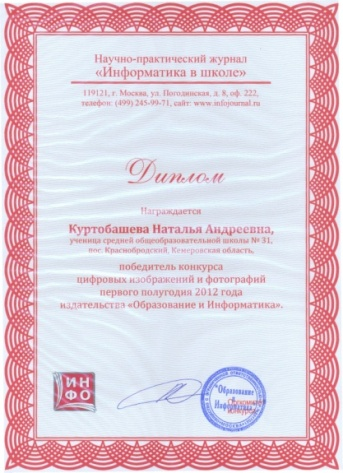 Научно-практический журнал
«Информатика в школе»
119121, г. Москва, ул. Погодинская, д. 8, оф. 222,
телефон: (499) 245-99-71, сайт: www.infojournal.ru
Диплом
Награждается
Куртобашева Наталья Андреевна,
ученица средней общеобразовательной школы № 31,
пос. Краснобродский, Кемеровская область,
победитель конкурса
цифровых изображений и фотографий
первого полугодия 2012 года
издательства «Образование и Информатика».
ИН
ФО
"Образование
и
Информатика"